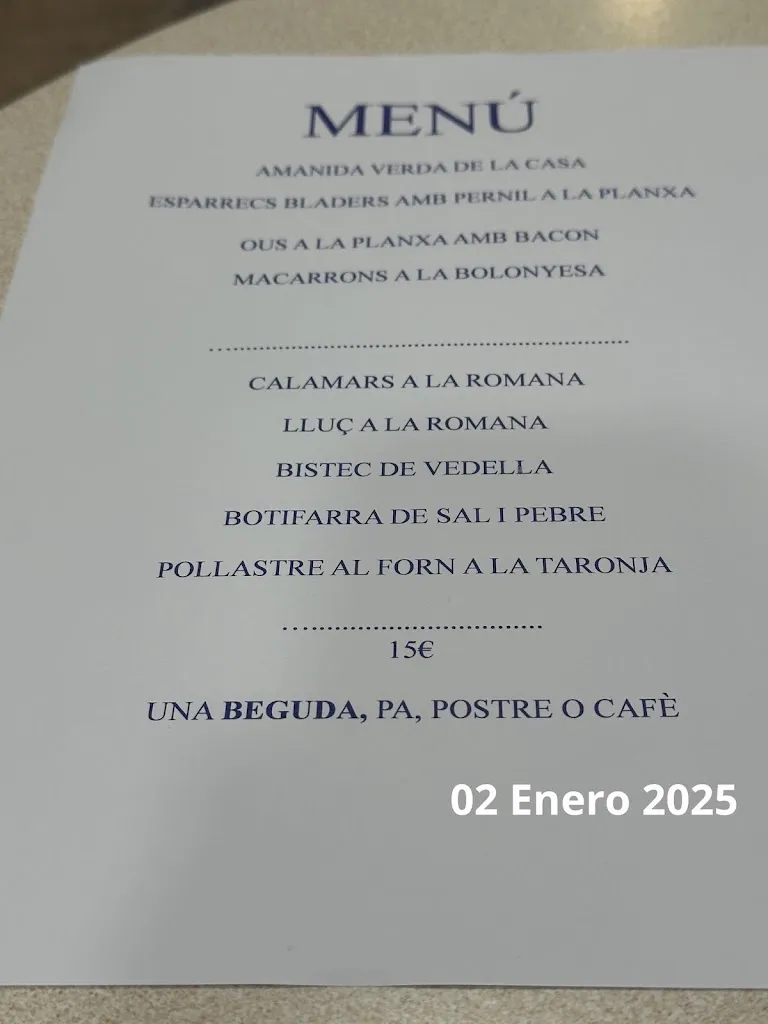 MENÚ
AMANIDA VERDA DE LA CASA
ESPARRECS BLADERS AMB PERNIL A LA PLANXA
OUS A LA PLANXA AMB BACON
MACARRONS A LA BOLONYESA
CALAMARS A LA ROMANA
LLUÇ A LA ROMANA
BISTEC DE VEDELLA
BOTIFARRA DE SAL I PEBRE
POLLASTRE AL FORN A LA TARONJA
15€
UNA BEGUDA, PA, POSTRE O CAFÈ
02 Enero 2025